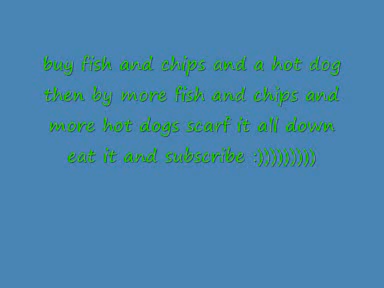 buy fish and chips and a hot dog
then by more fish and chips and
more hot dogs scarf it all down
eat it and subscribe :))))))))))